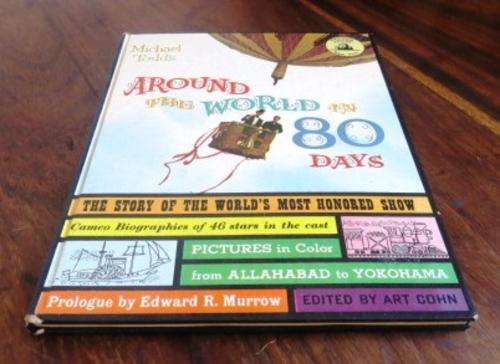 Michael
Todd's
AROUND
THE WORLD IN
80
DAYS
THE STORY OF THE WORLD'S MOST HONORED SHOW
Cameo Biographies of 46 stars in the cast
PICTURES in Color
from ALLAHABAD to YOKOHAMA
Prologue by Edward R. Murrow
EDITED BY ART COHN